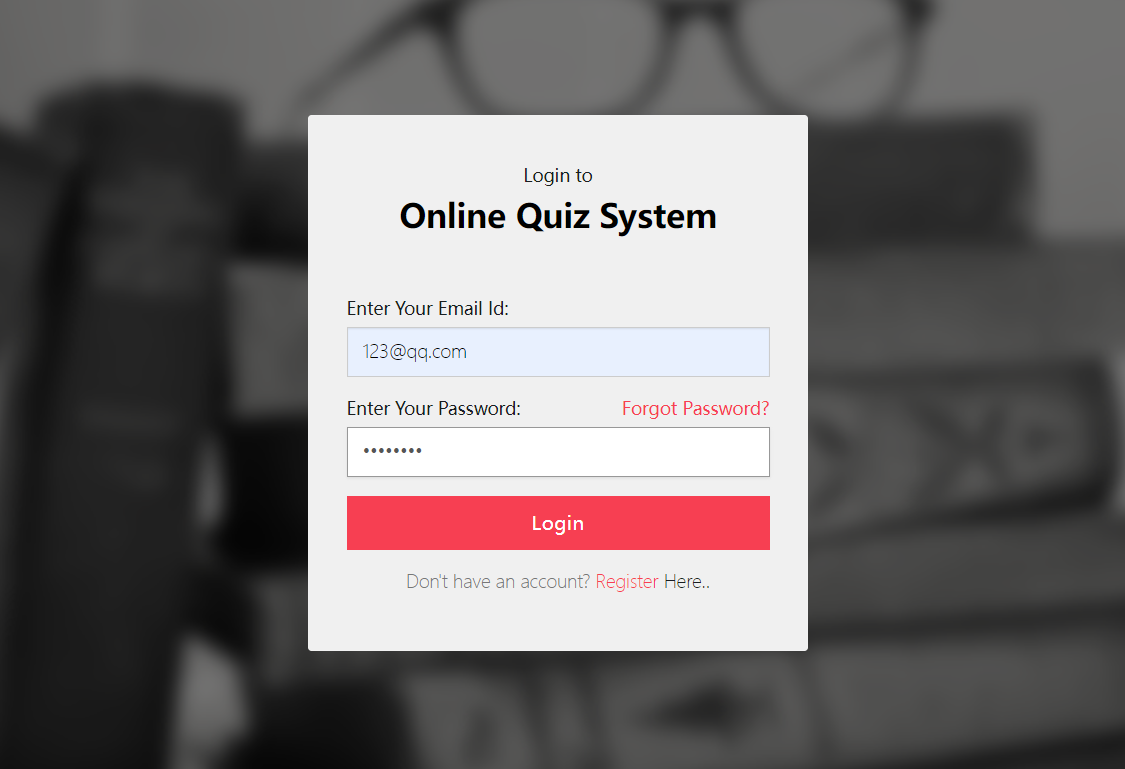 Login to
Online Quiz System
Enter Your Email Id:
123@qq.com
Enter Your Password: Forgot Password?
••••••••
Login
Don't have an account? Register Here..